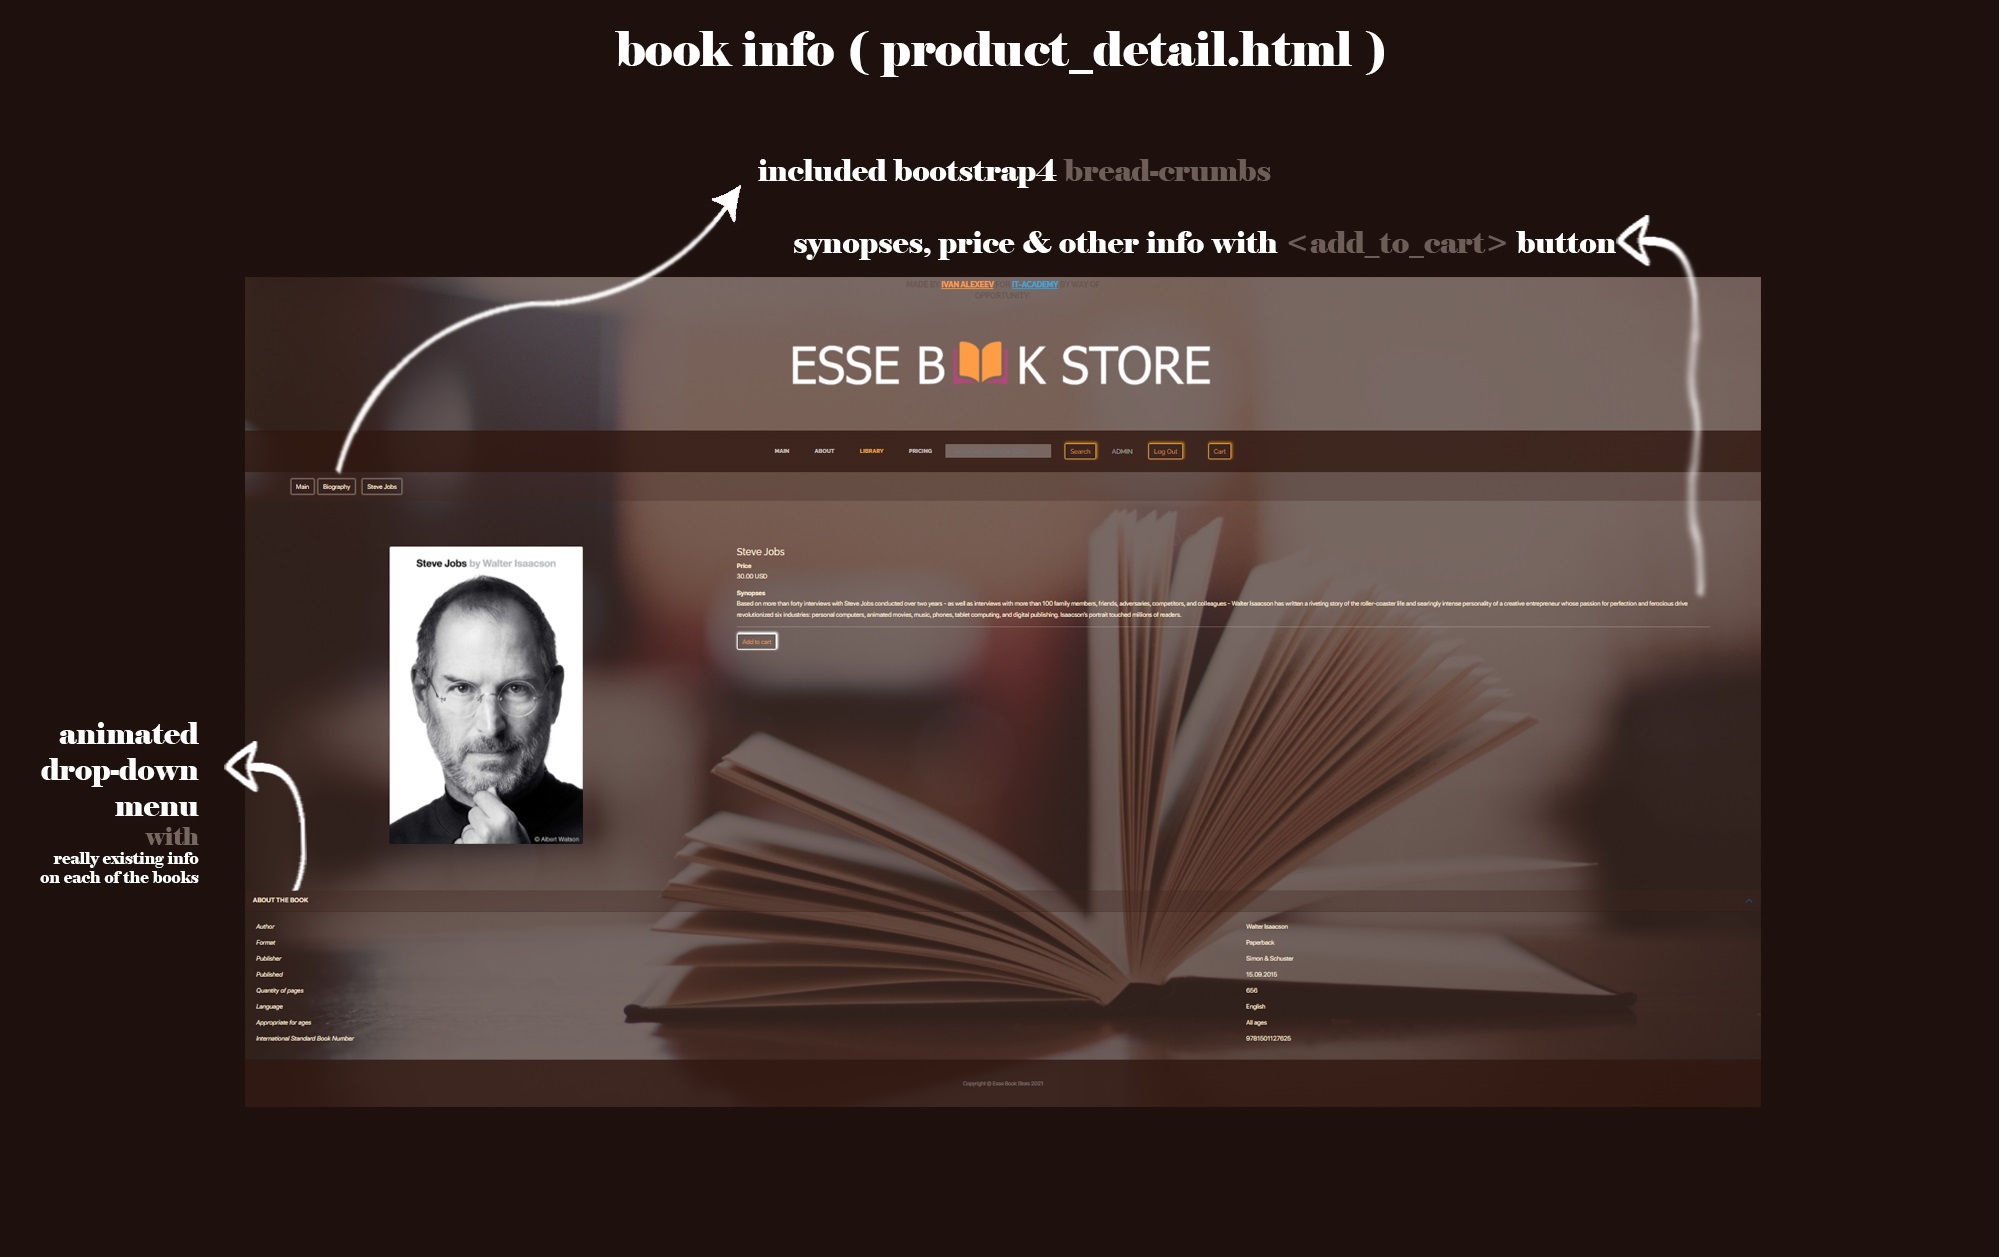 book info ( product_detail.html )
included bootstrap4 bread-crumbs
synopses, price & other info with <add_to_cart> button
MADE BY IVAN ALEXEEV FOR IT-ACADEMY BY WAY OF
OPPORTUNITY
ESSE BOOK STORE
MAIN ABOUT LIBRARY PRICING Search ADMIN Log Out Cart
Main Biography Steve Jobs
Steve Jobs by Walter Isaacson
© Albert Watson
Steve Jobs
Price
30.00 USD
Synopses
Based on more than forty interviews with Steve Jobs conducted over two years - as well as interviews with more than 100 family members, friends, adversaries, competitors, and colleagues - Walter Isaacson has written a riveting story of the roller-coaster life and searingly intense personality of a creative entrepreneur whose passion for perfection and ferocious drive
revolutionized six industries: personal computers, animated movies, music, phones, tablet computing, and digital publishing. Isaacson's portrait touched millions of readers.
Add to cart
animated
drop-down
menu
with
really existing info
on each of the books
ABOUT THE BOOK
Author Walter Isaacson
Format Paperback
Publisher Simon & Schuster
Published 15.09.2015
Quantity of pages 656
Language English
Appropriate for ages All ages
International Standard Book Number 9781501127625
Copyright @ Esse Book Store 2021